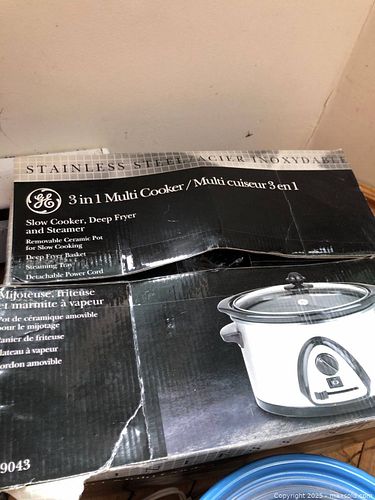 STAINLESS STEEL / ACIER INOXYDABLE
GE
3 in 1 Multi Cooker / Multi cuiseur 3 en 1
Slow Cooker, Deep Fryer
and Steamer
Removable Ceramic Pot
for Slow Cooking
Deep Fryer Basket
Steaming Tray
Detachable Power Cord
Mijoteuse, friteuse
et marmite à vapeur
Pot de céramique amovible
pour le mijotage
Panier de friteuse
Plateau à vapeur
Cordon amovible
9043
Copyright 2025 - maxsold.com